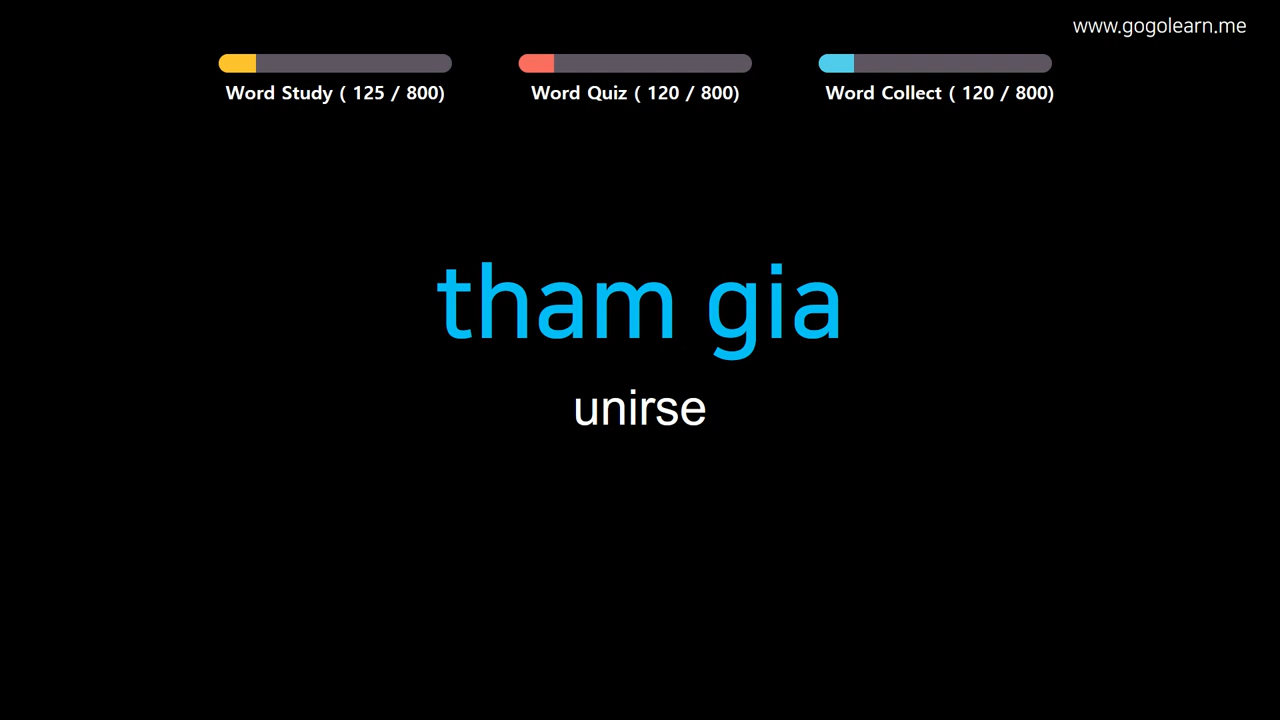 www.gogolearn.me
Word Study ( 125 / 800)
Word Quiz ( 120 / 800)
Word Collect ( 120 / 800)
tham gia
unirse